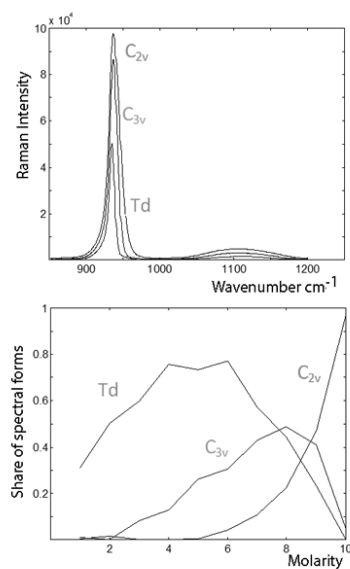 10 x 10⁴
8
6
4
2
Raman Intensity
C₂ᵥ
C₃ᵥ
Td
900 1000 1100 1200
Wavenumber cm⁻¹
1
0.8
0.6
0.4
0.2
Share of spectral forms
Td
C₃ᵥ
C₂ᵥ
2 4 6 8 10
Molarity